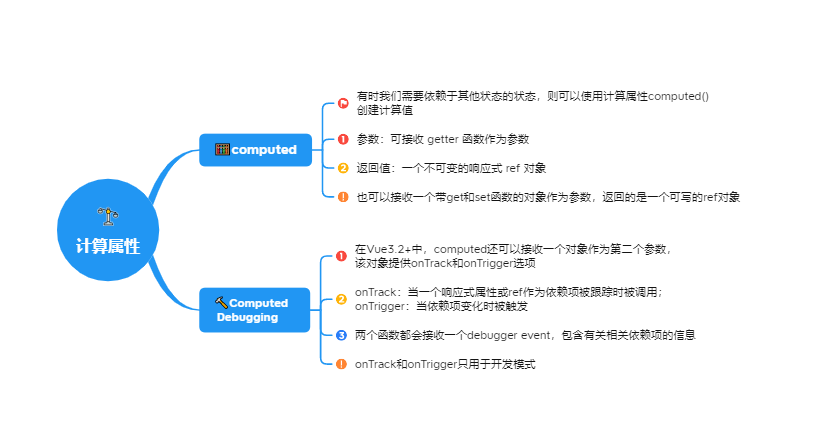 计算属性
computed
有时我们需要依赖于其他状态的状态，则可以使用计算属性computed()
创建计算值
1 参数：可接收 getter 函数作为参数
2 返回值：一个不可变的响应式 ref 对象
! 也可以接收一个带get和set函数的对象作为参数，返回的是一个可写的ref对象
Computed
Debugging
1 在Vue3.2+中，computed还可以接收一个对象作为第二个参数，
该对象提供onTrack和onTrigger选项
2 onTrack：当一个响应式属性或ref作为依赖项被跟踪时被调用；
onTrigger：当依赖项变化时被触发
3 两个函数都会接收一个debugger event，包含有关相关依赖项的信息
! onTrack和onTrigger只用于开发模式